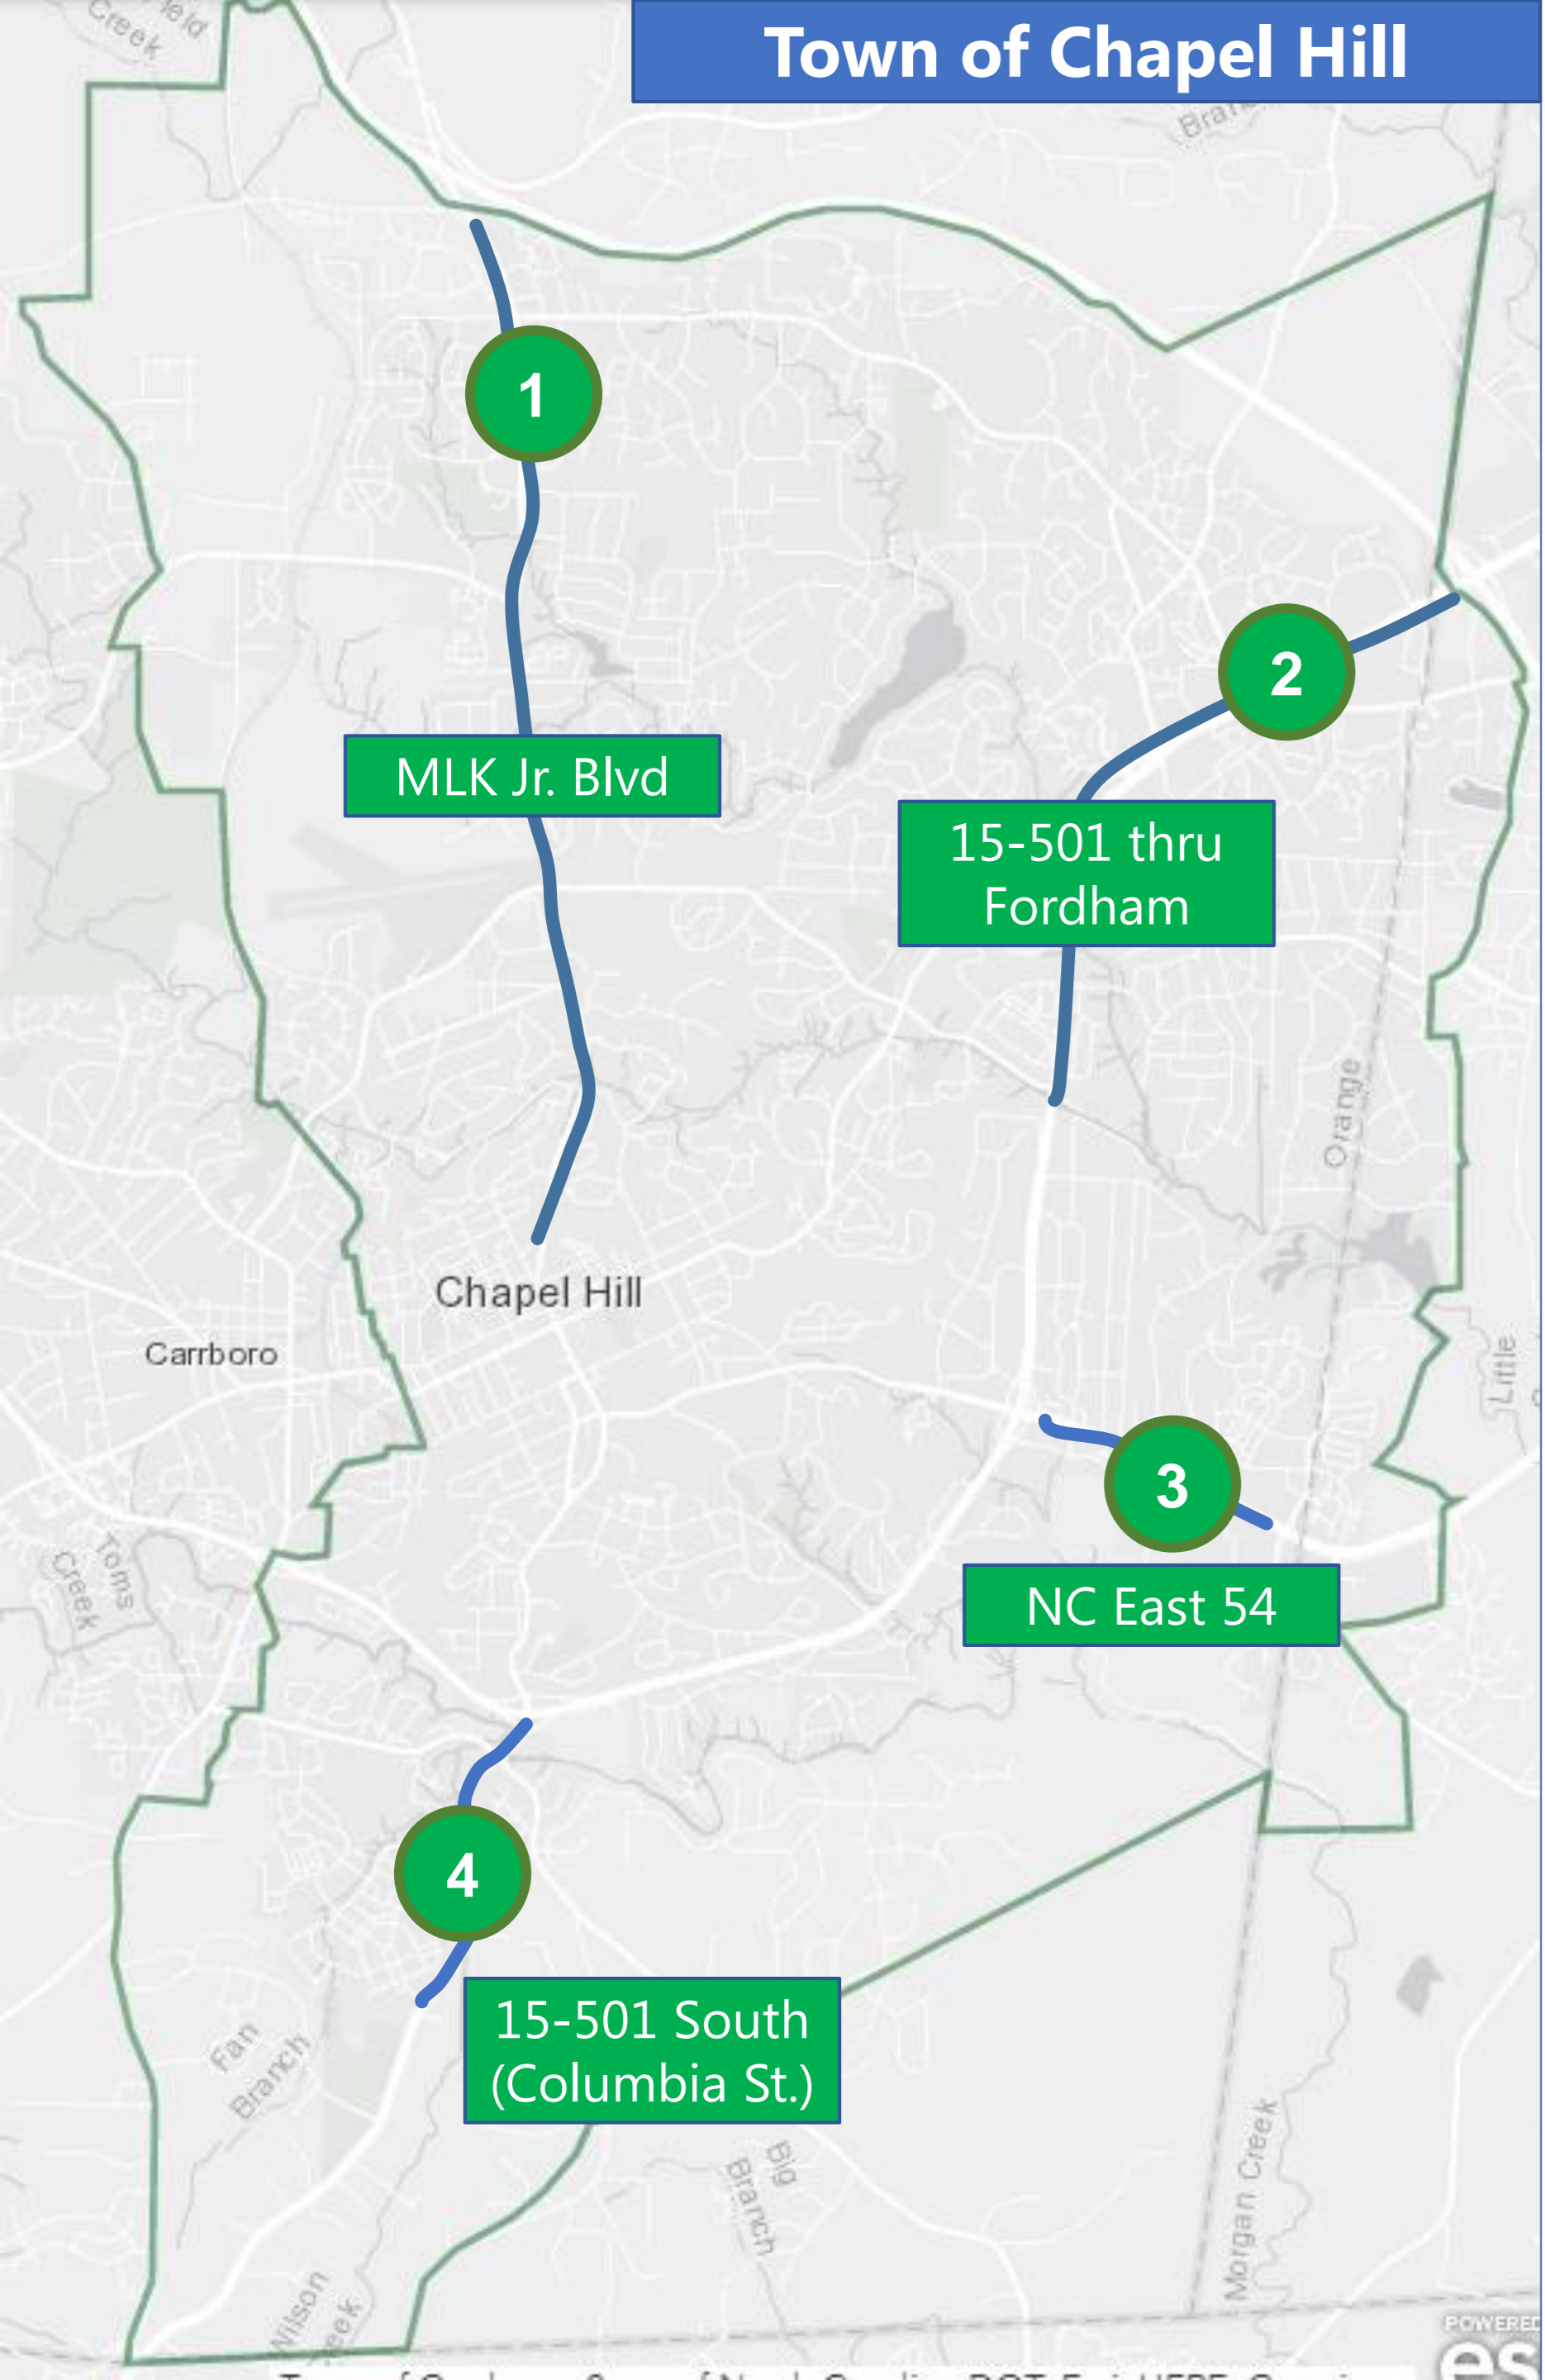 Town of Chapel Hill
Creek
1
2
MLK Jr. Blvd
15-501 thru
Fordham
Orange
Chapel Hill
Carrboro
Little
3
Toms
Creek
NC East 54
4
15-501 South
(Columbia St.)
Fan
Branch
Big
Branch
Morgan Creek
POWERED